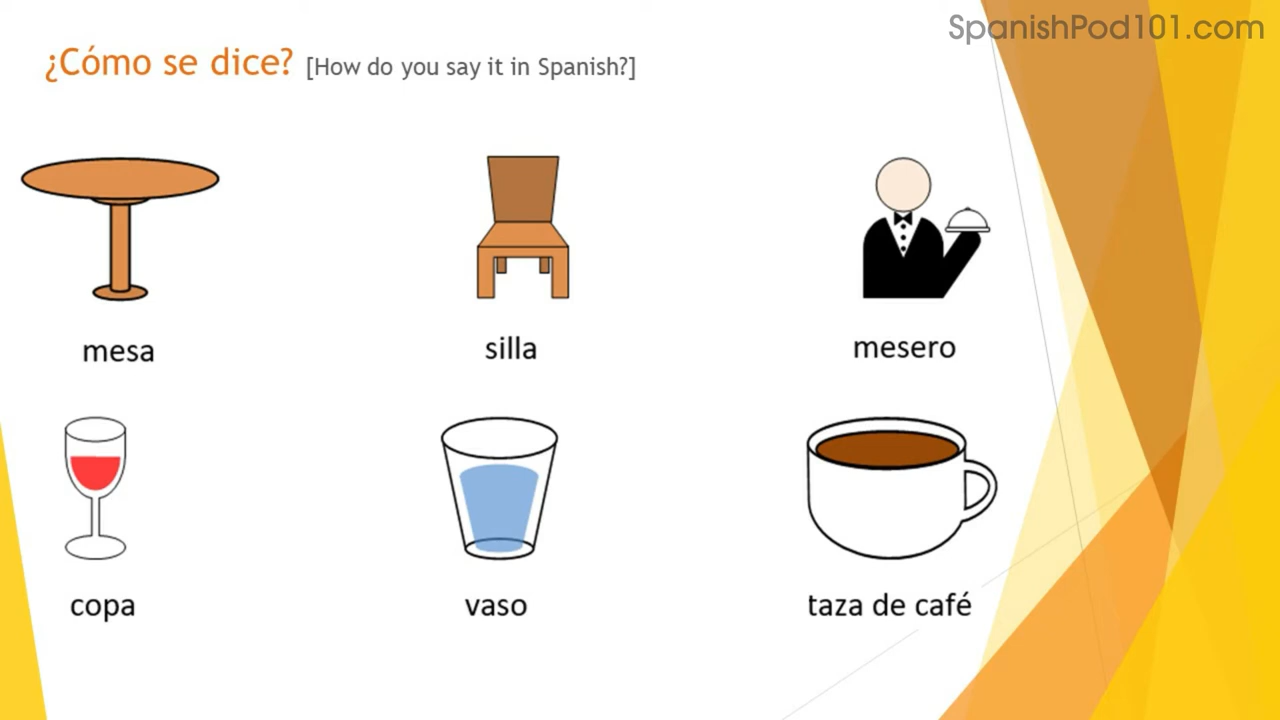 SpanishPod101.com
¿Cómo se dice? [How do you say it in Spanish?]
mesa
silla
mesero
copa
vaso
taza de café